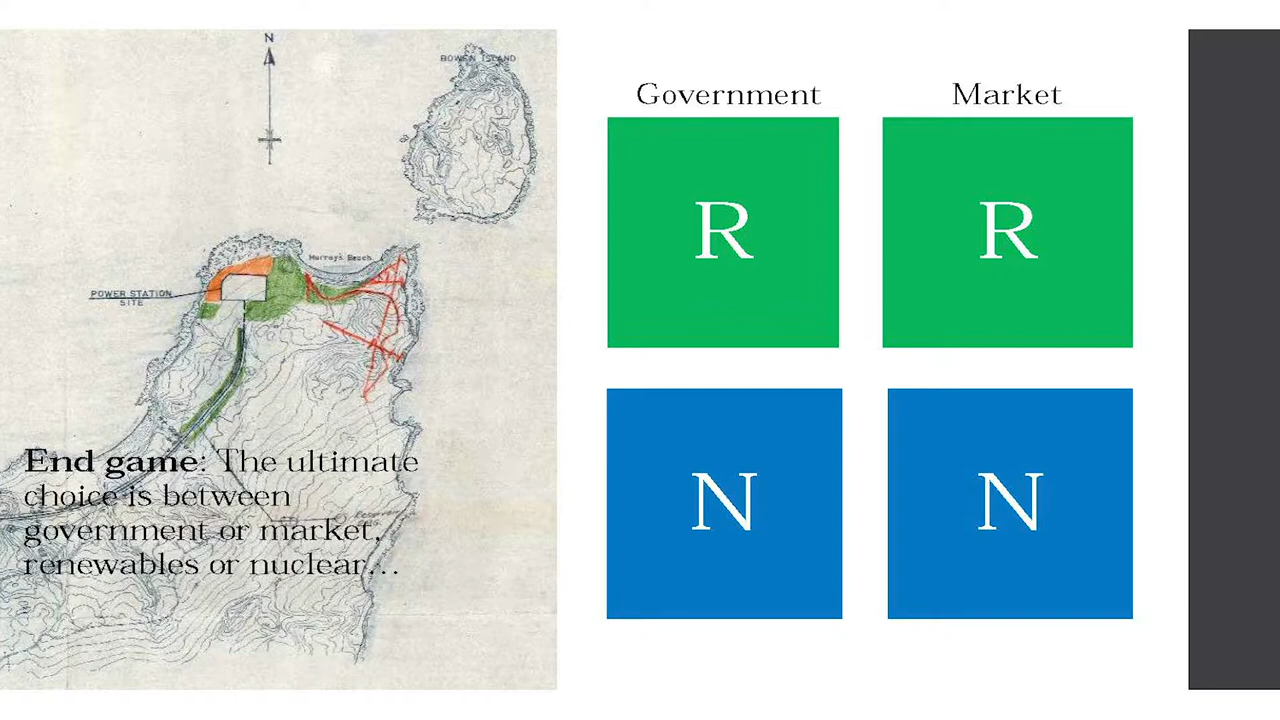 N
BOWEN ISLAND
Murray's Beach
POWER STATION
SITE
End game: The ultimate
choice is between
government or market,
renewables or nuclear...
Government Market
R R
N N